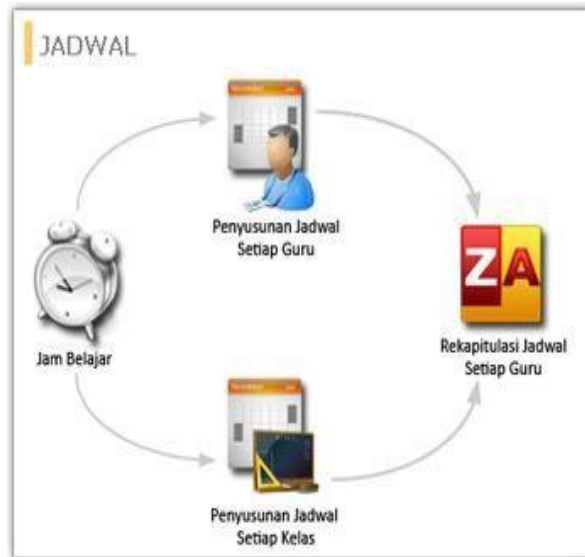 JADWAL
Penyusunan Jadwal
Setiap Guru
Jam Belajar
ZA
Rekapitulasi Jadwal
Setiap Guru
Penyusunan Jadwal
Setiap Kelas